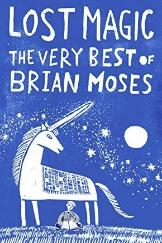 LOST MAGIC
THE VERY BEST OF
BRIAN MOSES